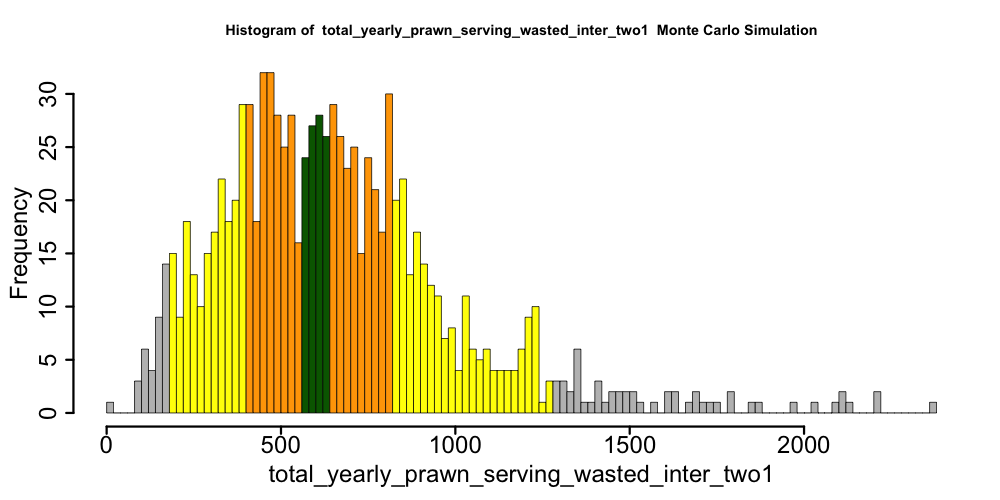 Histogram of total_yearly_prawn_serving_wasted_inter_two1 Monte Carlo Simulation
Frequency
30
25
20
15
10
5
0
0 500 1000 1500 2000
total_yearly_prawn_serving_wasted_inter_two1